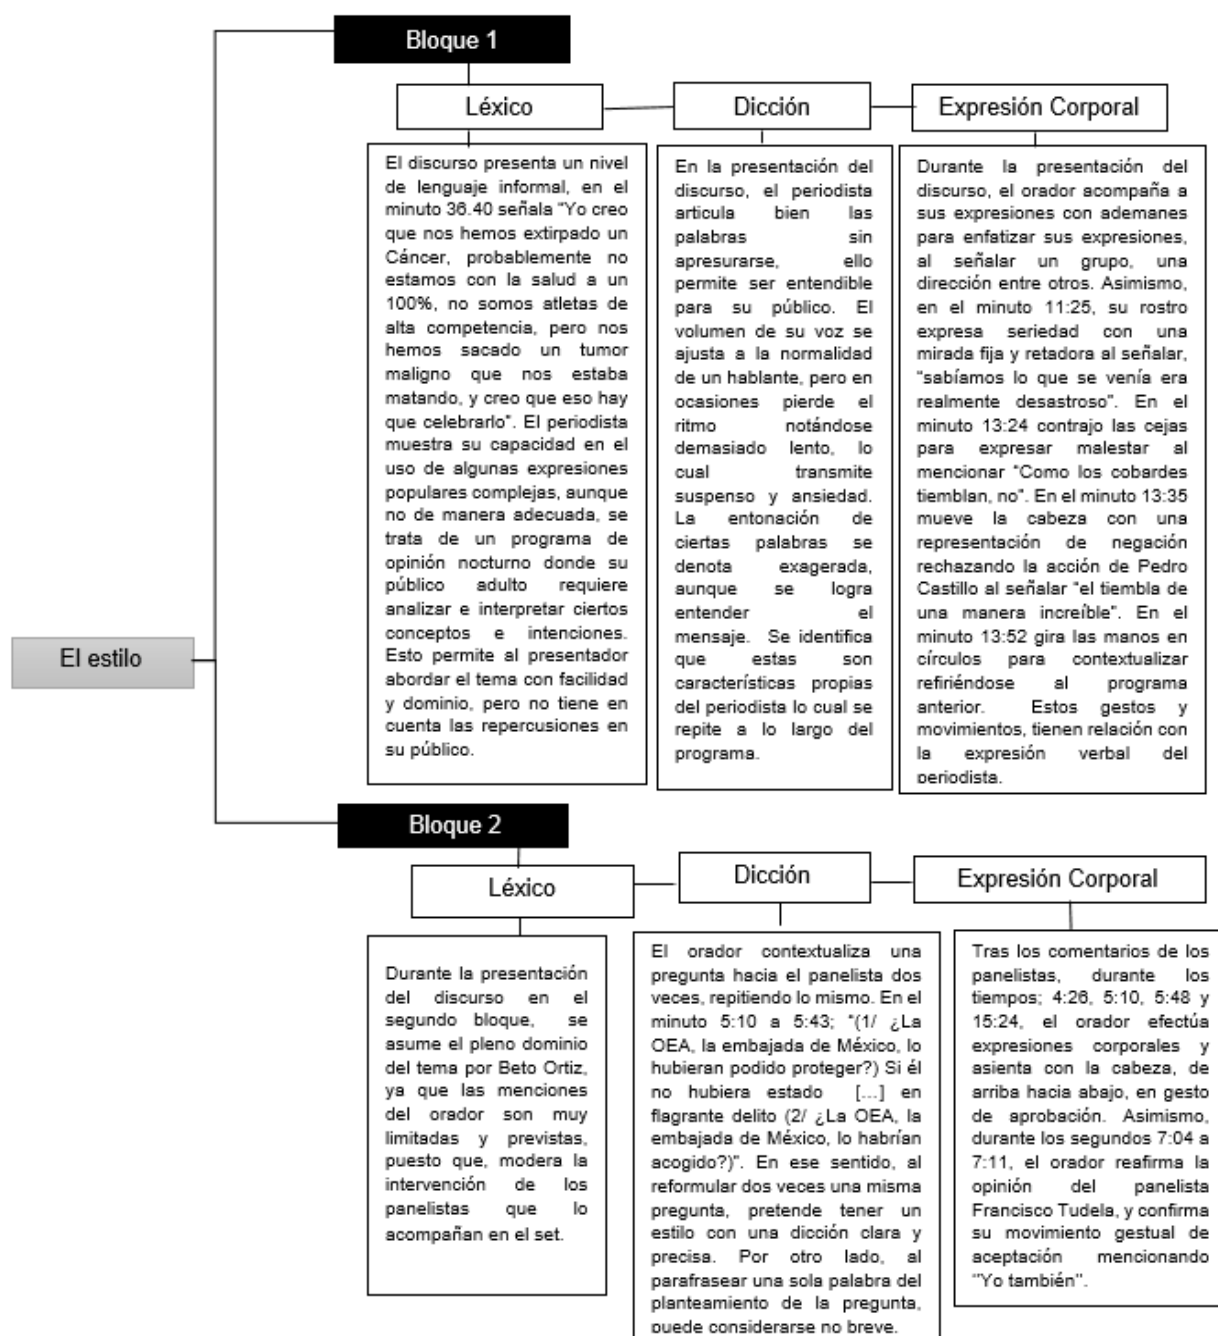 El estilo
Bloque 1
Léxico
El discurso presenta un nivel
de lenguaje informal, en el
minuto 36.40 señala "Yo creo
que nos hemos extirpado un
Cáncer, probablemente no
estamos con la salud a un
100%, no somos atletas de
alta competencia, pero nos
hemos sacado un tumor
maligno que nos estaba
matando, y creo que eso hay
que celebrarlo". El periodista
muestra su capacidad en el
uso de algunas expresiones
populares complejas, aunque
no de manera adecuada, se
trata de un programa de
opinión nocturno donde su
público adulto requiere
analizar e interpretar ciertos
conceptos e intenciones.
Esto permite al presentador
abordar el tema con facilidad
y dominio, pero no tiene en
cuenta las repercusiones en
su público.
Dicción
En la presentación del
discurso, el periodista
articula bien las
palabras sin
apresurarse, ello
permite ser entendible
para su público. El
volumen de su voz se
ajusta a la normalidad
de un hablante, pero en
ocasiones pierde el
ritmo notándose
demasiado lento, lo
cual transmite
suspenso y ansiedad.
La entonación de
ciertas palabras se
denota exagerada,
aunque se logra
entender el
mensaje. Se identifica
que estas son
características propias
del periodista lo cual se
repite a lo largo del
programa.
Expresión Corporal
Durante la presentación del
discurso, el orador acompaña a
sus expresiones con ademanes
para enfatizar sus expresiones,
al señalar un grupo, una
dirección entre otros. Asimismo,
en el minuto 11:25, su rostro
expresa seriedad con una
mirada fija y retadora al señalar,
"sabíamos lo que se venía era
realmente desastroso". En el
minuto 13:24 contrajo las cejas
para expresar malestar al
mencionar "Como los cobardes
tiemblan, no". En el minuto 13:35
mueve la cabeza con una
representación de negación
rechazando la acción de Pedro
Castillo al señalar "el tiembla de
una manera increíble". En el
minuto 13:52 gira las manos en
círculos para contextualizar
refiriéndose al programa
anterior. Estos gestos y
movimientos, tienen relación con
la expresión verbal del
periodista.
Bloque 2
Léxico
Durante la presentación
del discurso en el
segundo bloque, se
asume el pleno dominio
del tema por Beto Ortiz,
ya que las menciones
del orador son muy
limitadas y previstas,
puesto que, modera la
intervención de los
panelistas que lo
acompañan en el set.
Dicción
El orador contextualiza una
pregunta hacia el panelista dos
veces, repitiendo lo mismo. En el
minuto 5:10 a 5:43; "(1/ ¿La
OEA, la embajada de México, lo
hubieran podido proteger?) Si él
no hubiera estado [...] en
flagrante delito (2/ ¿La OEA, la
embajada de México, lo habrían
acogido?)". En ese sentido, al
reformular dos veces una misma
pregunta, pretende tener un
estilo con una dicción clara y
precisa. Por otro lado, al
parafrasear una sola palabra del
planteamiento de la pregunta,
puede considerarse no breve.
Expresión Corporal
Tras los comentarios de los
panelistas, durante los
tiempos; 4:26, 5:10, 5:48 y
15:24, el orador efectúa
expresiones corporales y
asienta con la cabeza, de
arriba hacia abajo, en gesto
de aprobación. Asimismo,
durante los segundos 7:04 a
7:11, el orador reafirma la
opinión del panelista
Francisco Tudela, y confirma
su movimiento gestual de
aceptación mencionando
"Yo también".